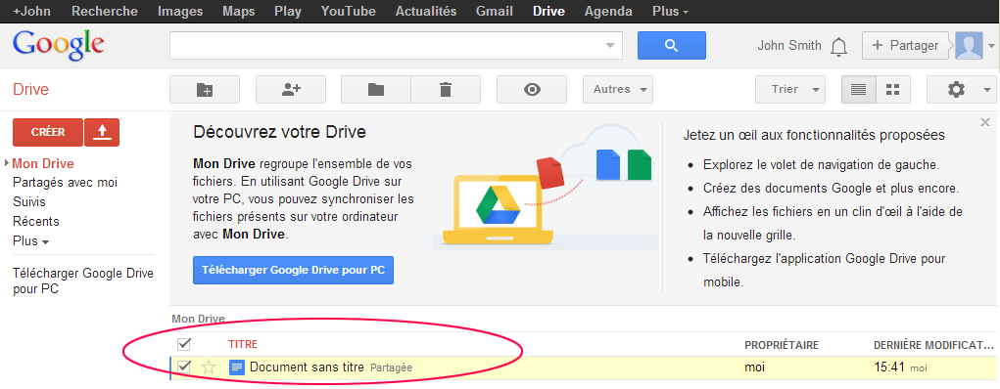 +John Recherche Images Maps Play YouTube Actualités Gmail Drive Agenda Plus
Google
John Smith
+ Partager
Drive
Autres
Trier
CRÉER
Mon Drive
Partagés avec moi
Suivis
Récents
Plus
Télécharger Google Drive
pour PC
Découvrez votre Drive
Mon Drive regroupe l'ensemble de vos
fichiers. En utilisant Google Drive sur
votre PC, vous pouvez synchroniser les
fichiers présents sur votre ordinateur
avec Mon Drive.
Télécharger Google Drive pour PC
Jetez un œil aux fonctionnalités proposées
• Explorez le volet de navigation de gauche.
• Créez des documents Google et plus encore.
• Affichez les fichiers en un clin d'œil à l'aide de
la nouvelle grille.
• Téléchargez l'application Google Drive pour
mobile.
Mon Drive
TITRE PROPRIÉTAIRE DERNIÈRE MODIFICAT...
Document sans titre Partagée moi 15:41 moi